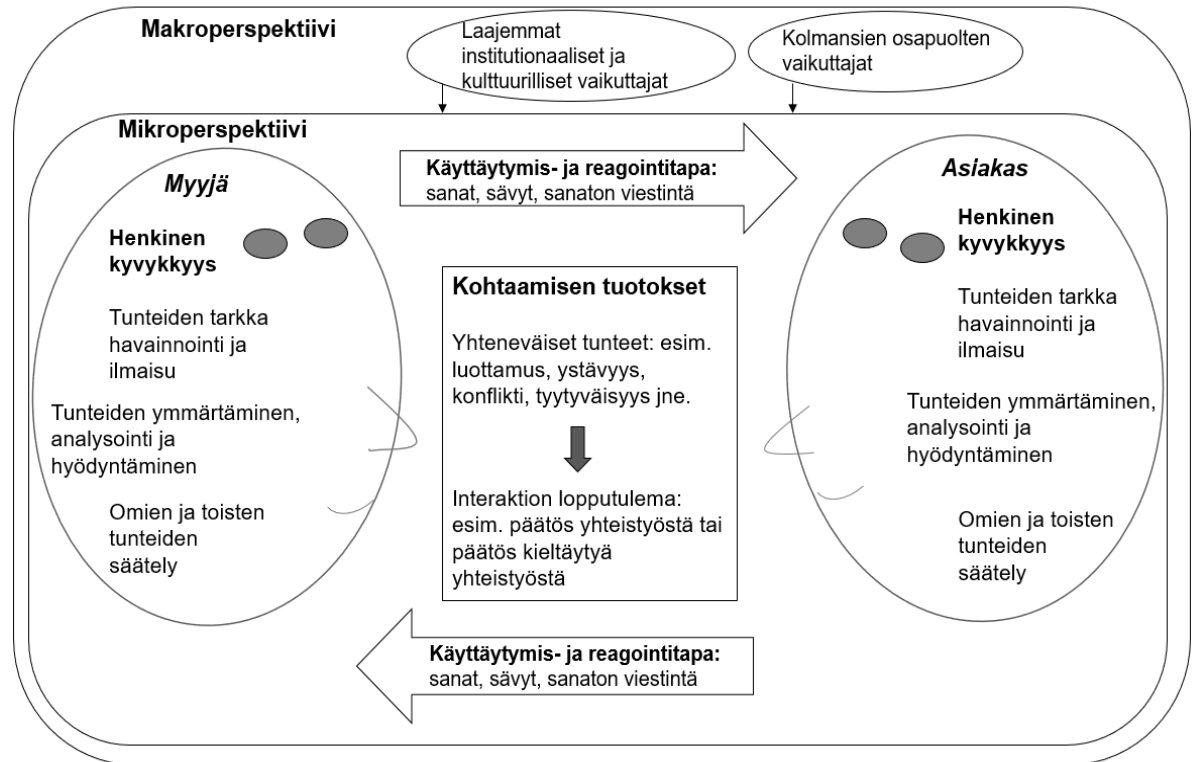 Makroperspektiivi
Laajemmat
institutionaaliset ja
kulttuurilliset vaikuttajat
Kolmansien osapuolten
vaikuttajat
Mikroperspektiivi
Myyjä
Henkinen
kyvykkyys
Tunteiden tarkka
havainnointi ja
ilmaisu
Tunteiden ymmärtäminen,
analysointi ja
hyödyntäminen
Omien ja toisten
tunteiden
säätely
Käyttäytymis- ja reagointitapa:
sanat, sävyt, sanaton viestintä
Kohtaamisen tuotokset
Yhteneväiset tunteet: esim.
luottamus, ystävyys,
konflikti, tyytyväisyys jne.
Interaktion lopputulema:
esim. päätös yhteistyöstä tai
päätös kieltäytyä
yhteistyöstä
Käyttäytymis- ja reagointitapa:
sanat, sävyt, sanaton viestintä
Asiakas
Henkinen
kyvykkyys
Tunteiden tarkka
havainnointi ja
ilmaisu
Tunteiden ymmärtäminen,
analysointi ja
hyödyntäminen
Omien ja toisten
tunteiden
säätely